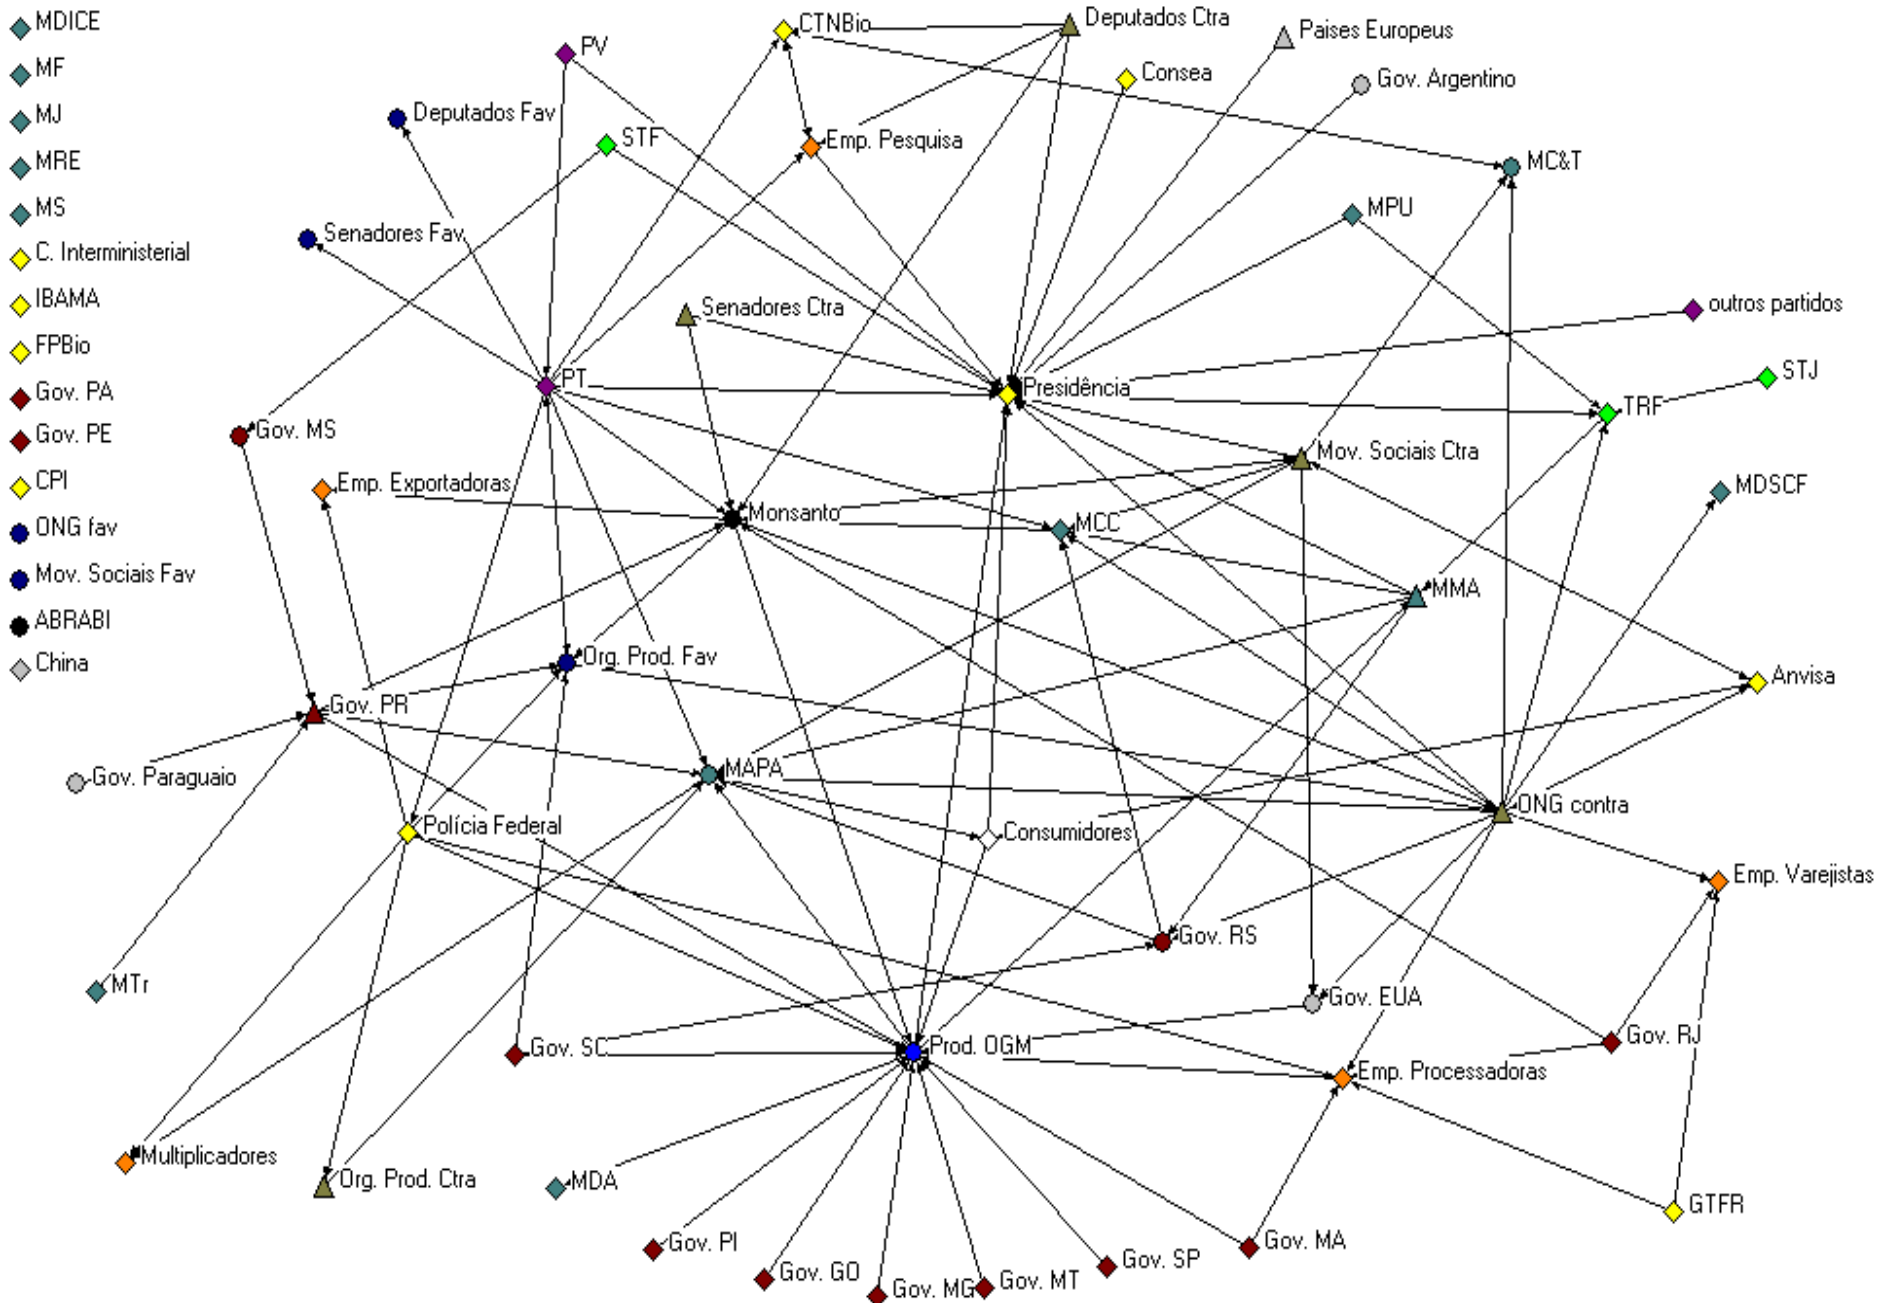 MDICE
MF
MJ
MRE
MS
C. Interministerial
IBAMA
FPBio
Gov. PA
Gov. PE
CPI
ONG fav
Mov. Sociais Fav
ABRABI
China
CTNBio
Deputados Ctra
Paises Europeus
PV
Consea
Gov. Argentino
Deputados Fav
STF
Emp. Pesquisa
MC&T
MPU
Senadores Fav
Senadores Ctra
outros partidos
PT
Presidência
STJ
TRF
Gov. MS
Mov. Sociais Ctra
Emp. Exportadoras
Monsanto
MCC
MDSCF
MMA
Org. Prod. Fav
Anvisa
Gov. PR
Gov. Paraguaio
MAPA
ONG contra
Polícia Federal
Consumidores
Emp. Varejistas
Gov. RS
MTr
Gov. EUA
Gov. SC
Prod. OGM
Gov. RJ
Emp. Processadoras
Multiplicadores
Org. Prod. Ctra
MDA
GTFR
Gov. PI
Gov. MA
Gov. SP
Gov. GO
Gov. MG
Gov. MT